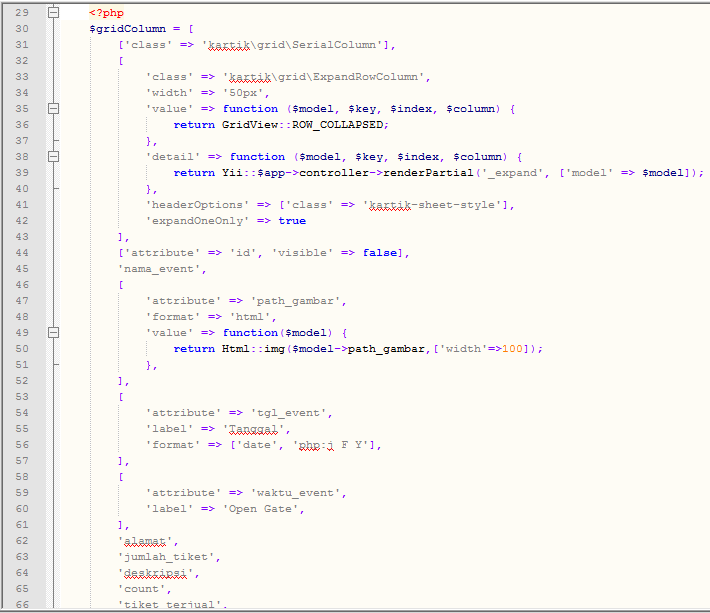 29 <?php
30 $gridColumn = [
31 ['class' => 'kartik\grid\SerialColumn'],
32 [
33 'class' => 'kartik\grid\ExpandRowColumn',
34 'width' => '50px',
35 'value' => function ($model, $key, $index, $column) {
36 return GridView::ROW_COLLAPSED;
37 },
38 'detail' => function ($model, $key, $index, $column) {
39 return Yii::$app->controller->renderPartial('_expand', ['model' => $model]);
40 },
41 'headerOptions' => ['class' => 'kartik-sheet-style'],
42 'expandOneOnly' => true
43 ],
44 ['attribute' => 'id', 'visible' => false],
45 'nama_event',
46 [
47 'attribute' => 'path_gambar',
48 'format' => 'html',
49 'value' => function($model) {
50 return Html::img($model->path_gambar,['width'=>100]);
51 },
52 ],
53 [
54 'attribute' => 'tgl_event',
55 'label' => 'Tanggal',
56 'format' => ['date', 'php:j F Y'],
57 ],
58 [
59 'attribute' => 'waktu_event',
60 'label' => 'Open Gate',
61 ],
62 'alamat',
63 'jumlah_tiket',
64 'deskripsi',
65 'count',
66 'tiket_terjual',